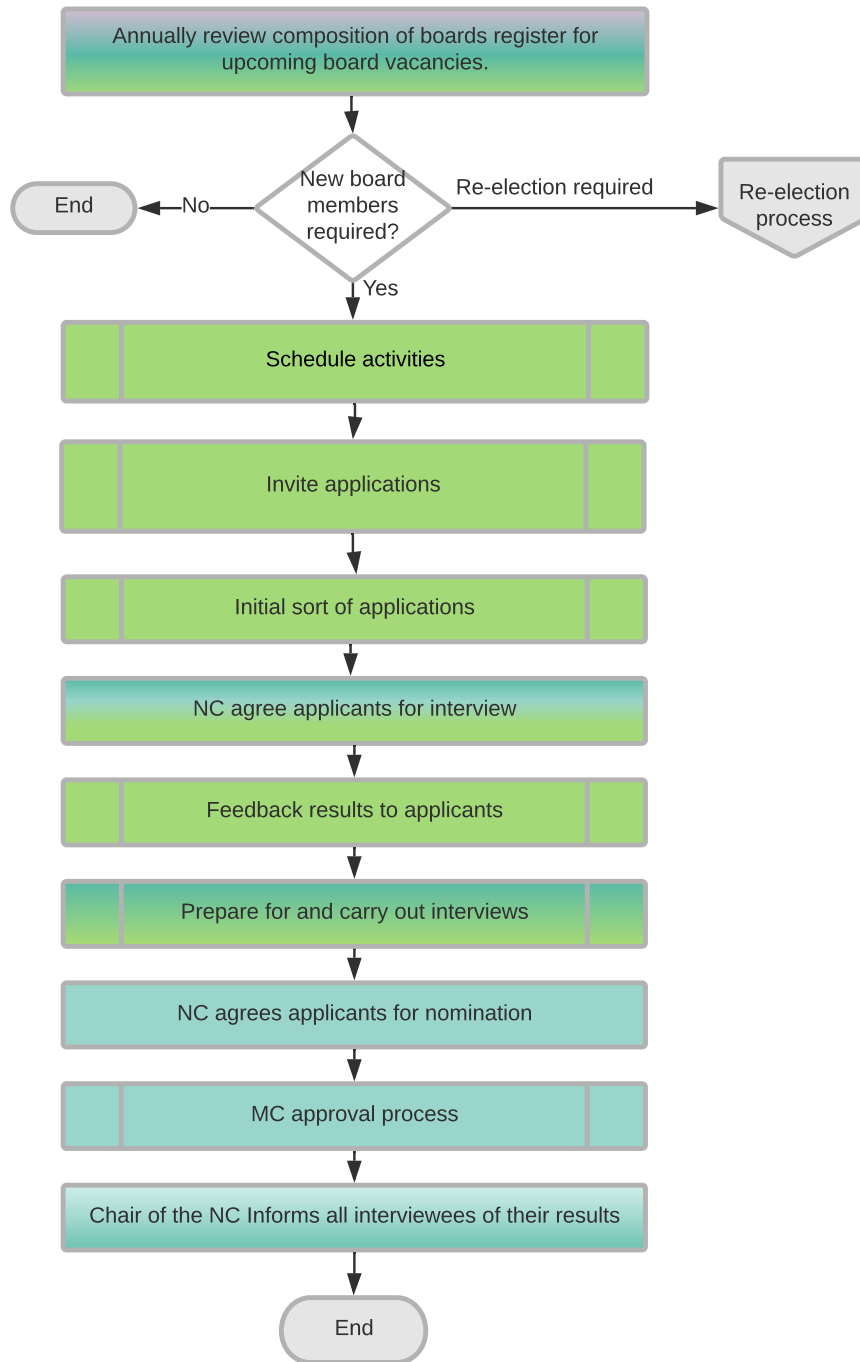 Annually review composition of boards register for
upcoming board vacancies.
New board
members
required?
No
End
Re-election required
Re-election
process
Yes
Schedule activities
Invite applications
Initial sort of applications
NC agree applicants for interview
Feedback results to applicants
Prepare for and carry out interviews
NC agrees applicants for nomination
MC approval process
Chair of the NC Informs all interviewees of their results
End